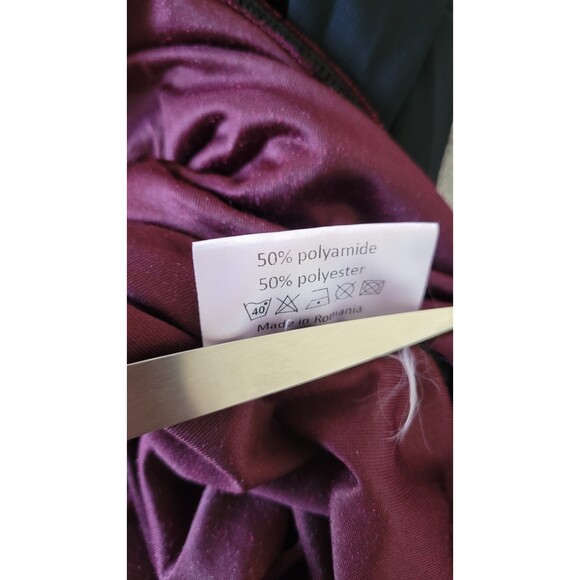 50% polyamide
50% polyester
40
Made in Romania